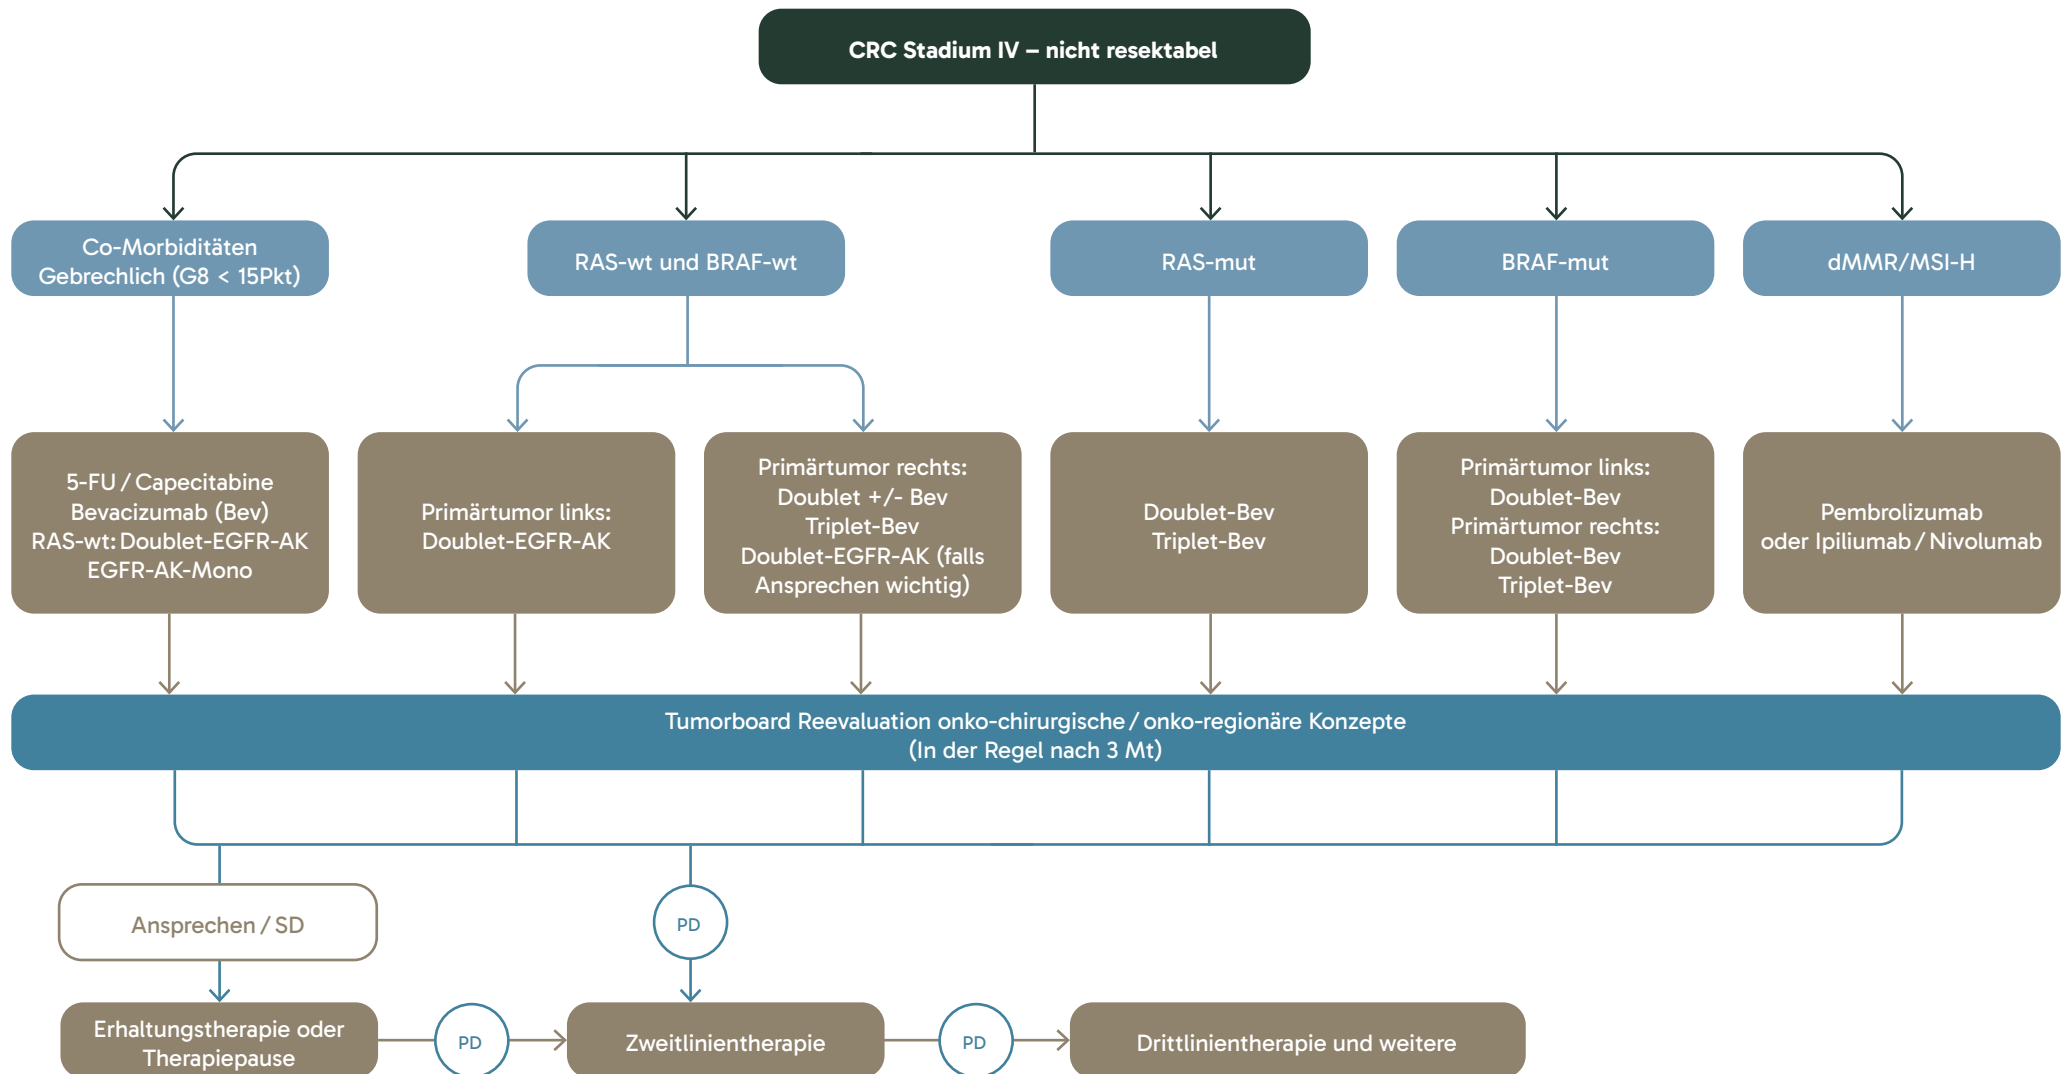 CRC Stadium IV – nicht resektabel
Co-Morbiditäten
Gebrechlich (G8 < 15Pkt)
RAS-wt und BRAF-wt
RAS-mut
BRAF-mut
dMMR/MSI-H
5-FU / Capecitabine
Bevacizumab (Bev)
RAS-wt: Doublet-EGFR-AK
EGFR-AK-Mono
Primärtumor links:
Doublet-EGFR-AK
Primärtumor rechts:
Doublet +/- Bev
Triplet-Bev
Doublet-EGFR-AK (falls
Ansprechen wichtig)
Doublet-Bev
Triplet-Bev
Primärtumor links:
Doublet-Bev
Primärtumor rechts:
Doublet-Bev
Triplet-Bev
Pembrolizumab
oder Ipiliumab / Nivolumab
Tumorboard Reevaluation onko-chirurgische / onko-regionäre Konzepte
(In der Regel nach 3 Mt)
Ansprechen / SD
PD
Erhaltungstherapie oder
Therapiepause
PD
Zweitlinientherapie
PD
Drittlinientherapie und weitere